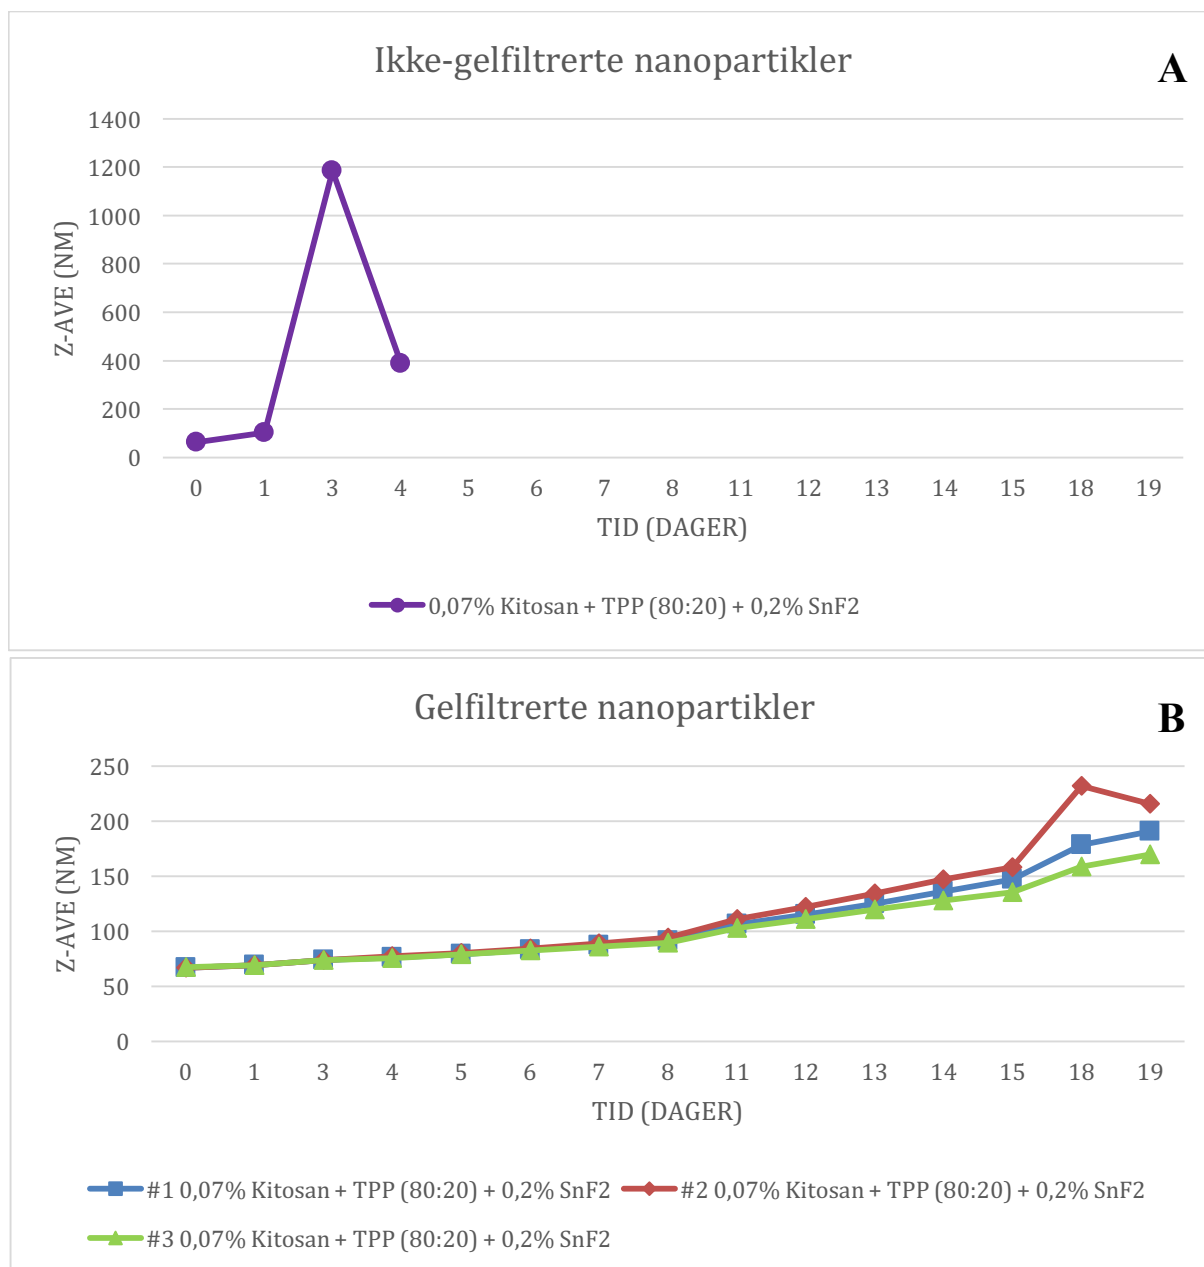 Ikke-gelfiltrerte nanopartikler
A
1400
1200
1000
800
600
400
200
0
Z-AVE (NM)
0 1 3 4 5 6 7 8 11 12 13 14 15 18 19
TID (DAGER)
0,07% Kitosan + TPP (80:20) + 0,2% SnF2
Gelfiltrerte nanopartikler
B
250
200
150
100
50
0
Z-AVE (NM)
0 1 3 4 5 6 7 8 11 12 13 14 15 18 19
TID (DAGER)
#1 0,07% Kitosan + TPP (80:20) + 0,2% SnF2 #2 0,07% Kitosan + TPP (80:20) + 0,2% SnF2
#3 0,07% Kitosan + TPP (80:20) + 0,2% SnF2